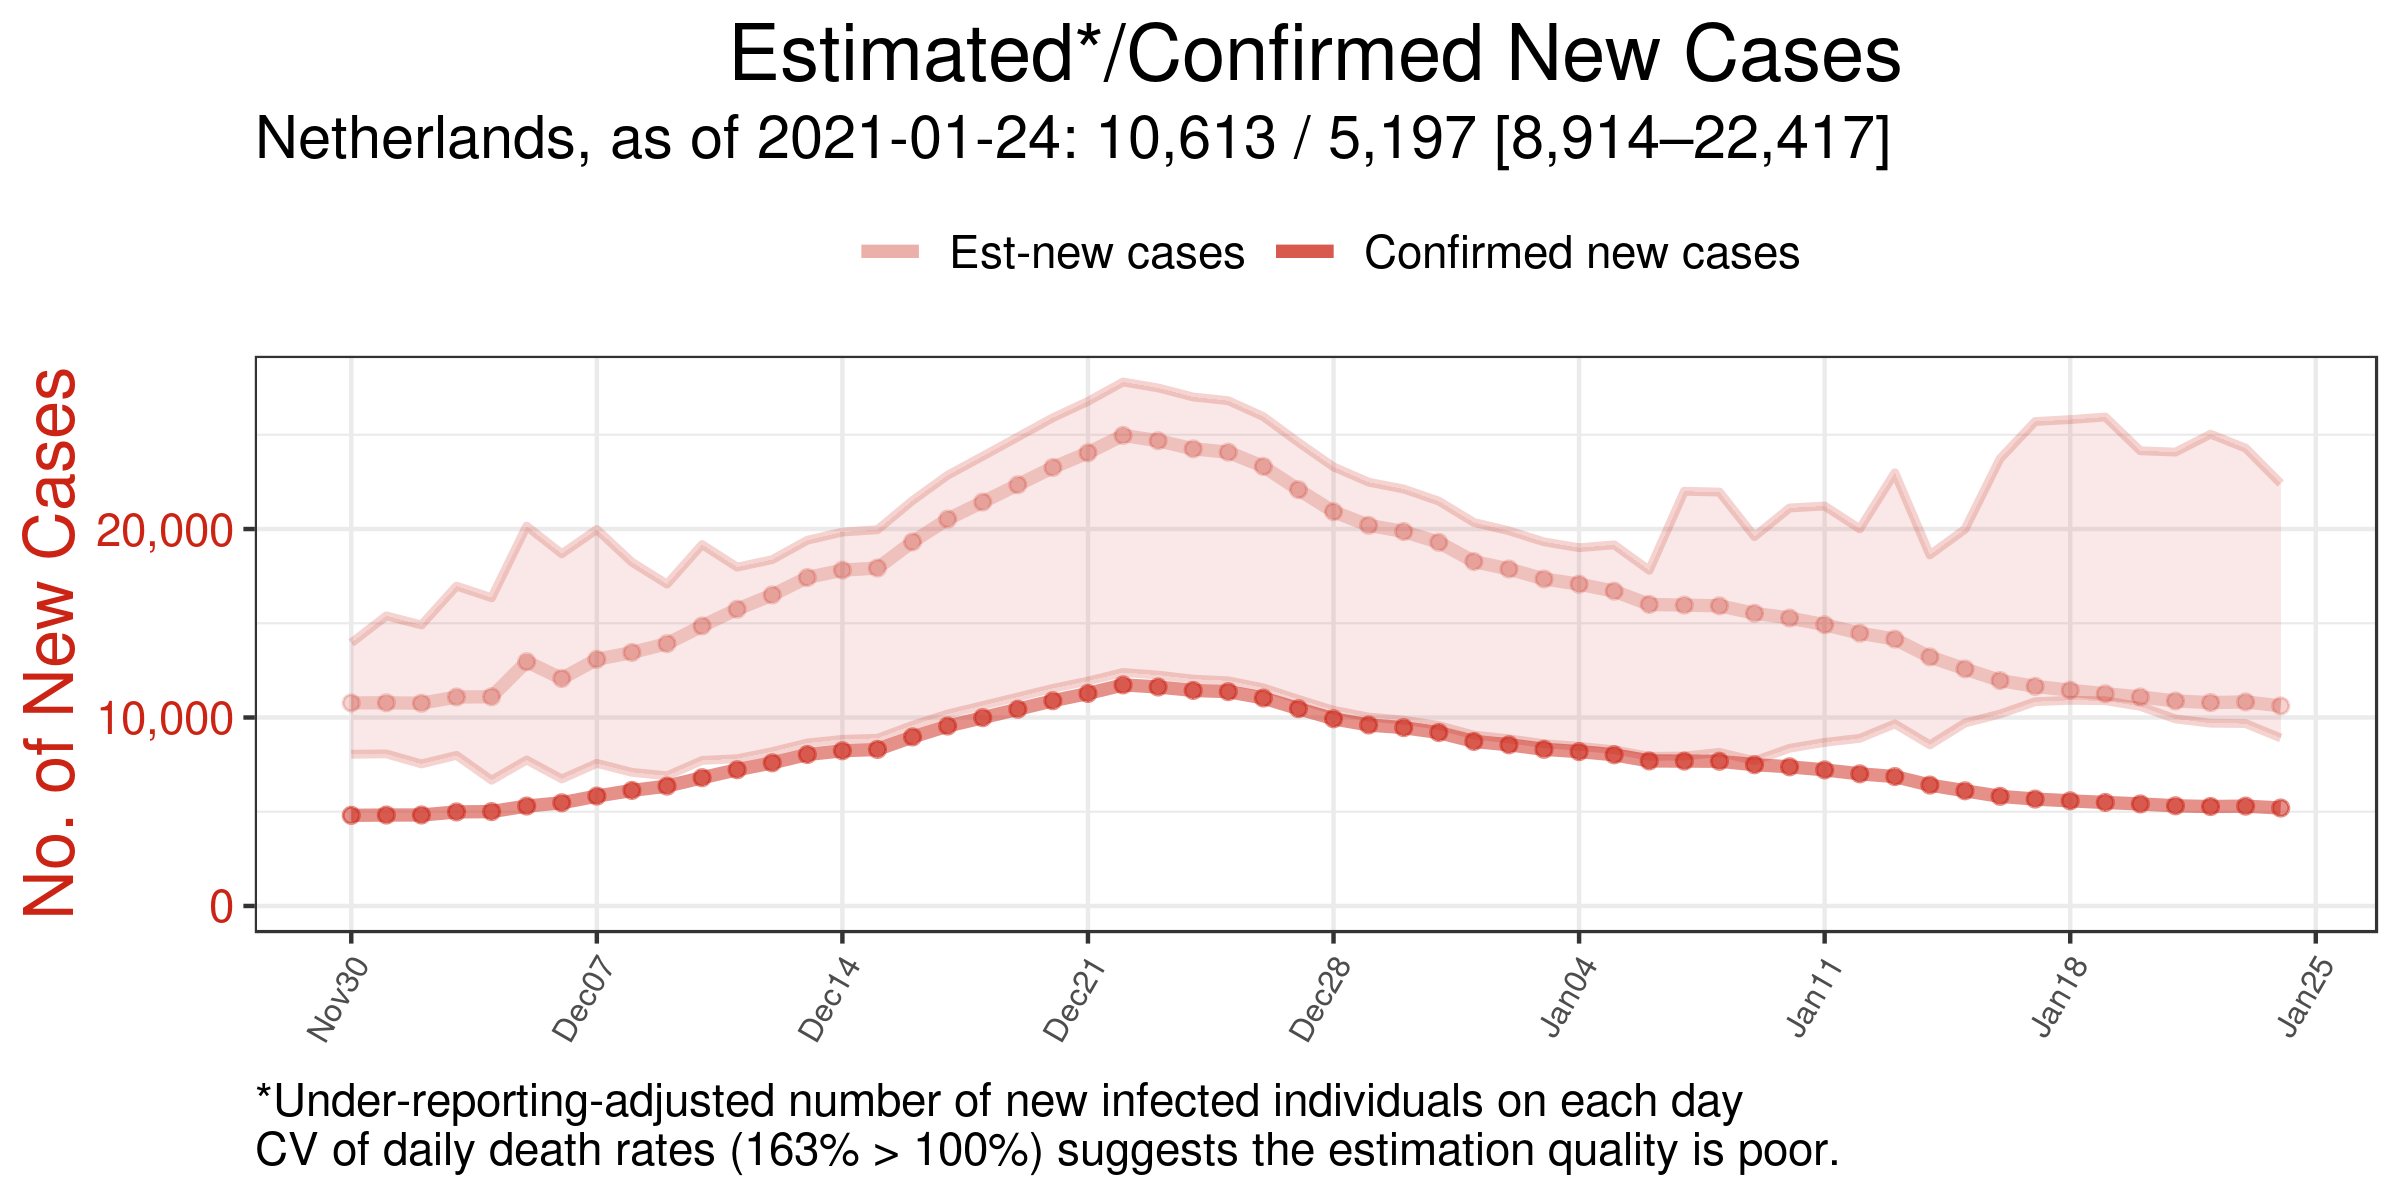 Estimated*/Confirmed New Cases
Netherlands, as of 2021-01-24: 10,613 / 5,197 [8,914–22,417]
Est-new cases
Confirmed new cases
No. of New Cases
20,000
10,000
0
Nov30
Dec07
Dec14
Dec21
Dec28
Jan04
Jan11
Jan18
Jan25
*Under-reporting-adjusted number of new infected individuals on each day
CV of daily death rates (163% > 100%) suggests the estimation quality is poor.